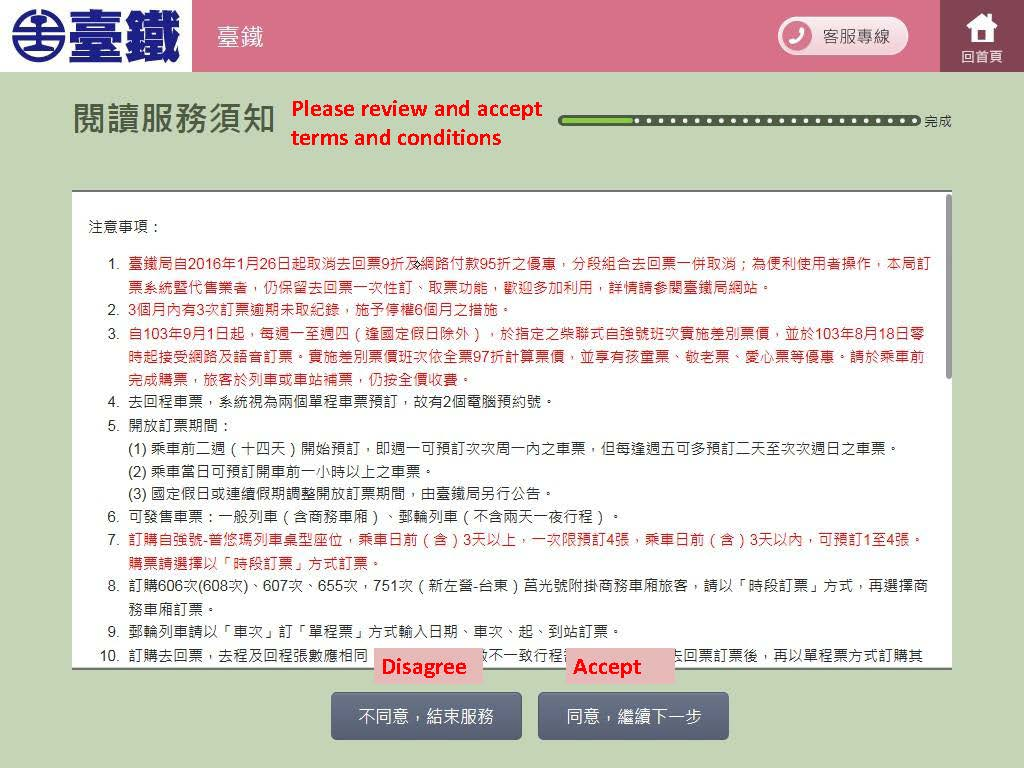 臺鐵
臺鐵
客服專線
回首頁
閱讀服務須知
Please review and accept
terms and conditions
完成
注意事項：
1. 臺鐵局自2016年1月26日起取消去回票9折及網路付款95折之優惠，分段組合去回票一併取消；為便利使用者操作，本局訂
票系統暨代售業者，仍保留去回票一次性訂、取票功能，歡迎多加利用，詳情請參閱臺鐵局網站。
2. 3個月內有3次訂票逾期未取紀錄，施予停權6個月之措施。
3. 自103年9月1日起，每週一至週四（逢國定假日除外），於指定之柴聯式自強號班次實施差別票價，並於103年8月18日零
時起接受網路及語音訂票。實施差別票價班次依全票97折計算票價，並享有孩童票、敬老票、愛心票等優惠。請於乘車前
完成購票，旅客於列車或車站補票，仍按全價收費。
4. 去回程車票，系統視為兩個單程車票預訂，故有2個電腦預約號。
5. 開放訂票期間：
(1) 乘車前二週（十四天）開始預訂，即週一可預訂次次周一內之車票，但每逢週五可多預訂二天至次次週日之車票。
(2) 乘車當日可預訂開車前一小時以上之車票。
(3) 國定假日或連續假期調整開放訂票期間，由臺鐵局另行公告。
6. 可發售車票：一般列車（含商務車廂）、郵輪列車（不含兩天一夜行程）。
7. 訂購自強號-普悠瑪列車桌型座位，乘車日前（含）3天以上，一次限預訂4張，乘車日前（含）3天以內，可預訂1至4張。
購票請選擇以「時段訂票」方式訂票。
8. 訂購606次(608次)、607次、655次，751次（新左營-台東）莒光號附掛商務車廂旅客，請以「時段訂票」方式，再選擇商
務車廂訂票。
9. 郵輪列車請以「車次」訂「單程票」方式輸入日期、車次、起、到站訂票。
10. 訂購去回票，去程及回程張數應相同 不一致行程 去回票訂票後，再以單程票方式訂購其
Disagree
Accept
不同意，結束服務
同意，繼續下一步